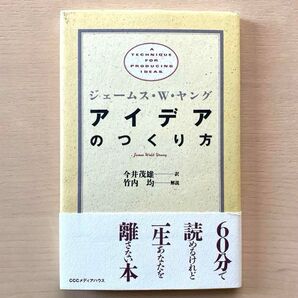 A
TECHNIQUE
FOR
PRODUCING
IDEAS
ジェームス・W・ヤング
アイデア
のつくり方
James Webb Young
今井茂雄——訳
竹内 均——解説
60分で
読めるけれど
一生あなたを
離さない本
CCCメディアハウス